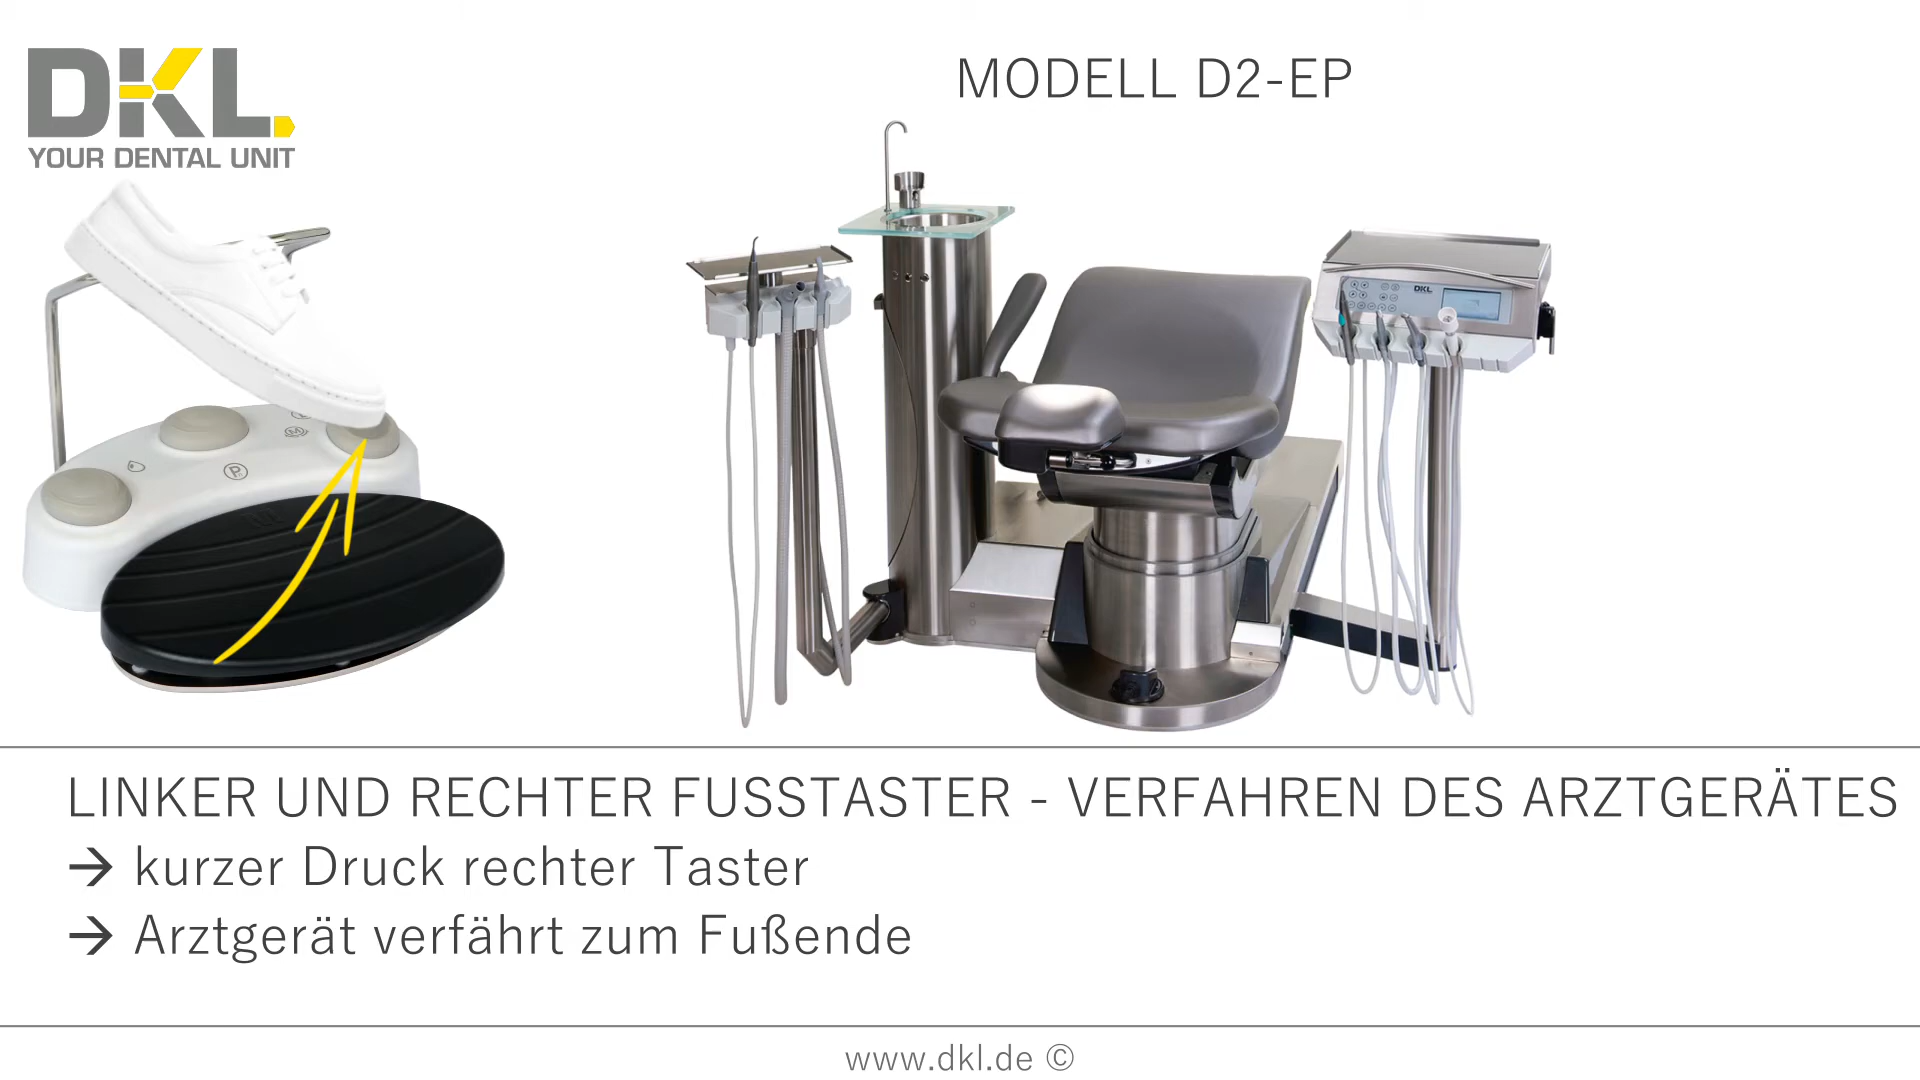 DKL.
YOUR DENTAL UNIT
MODELL D2-EP
DKL
P
LINKER UND RECHTER FUSSTASTER - VERFAHREN DES ARZTGERÄTES
→ kurzer Druck rechter Taster
→ Arztgerät verfährt zum Fußende
www.dkl.de ©